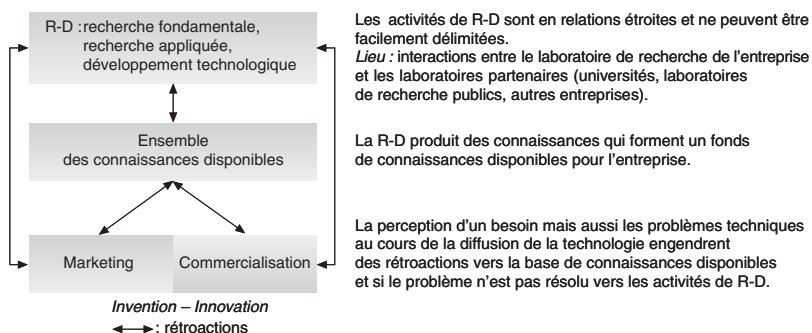 R-D : recherche fondamentale,
recherche appliquée,
développement technologique
Les activités de R-D sont en relations étroites et ne peuvent être
facilement délimitées.
Lieu : interactions entre le laboratoire de recherche de l'entreprise
et les laboratoires partenaires (universités, laboratoires
de recherche publics, autres entreprises).
Ensemble
des connaissances disponibles
La R-D produit des connaissances qui forment un fonds
de connaissances disponibles pour l'entreprise.
Marketing
Commercialisation
La perception d'un besoin mais aussi les problèmes techniques
au cours de la diffusion de la technologie engendrent
des rétroactions vers la base de connaissances disponibles
et si le problème n'est pas résolu vers les activités de R-D.
Invention – Innovation
: rétroactions